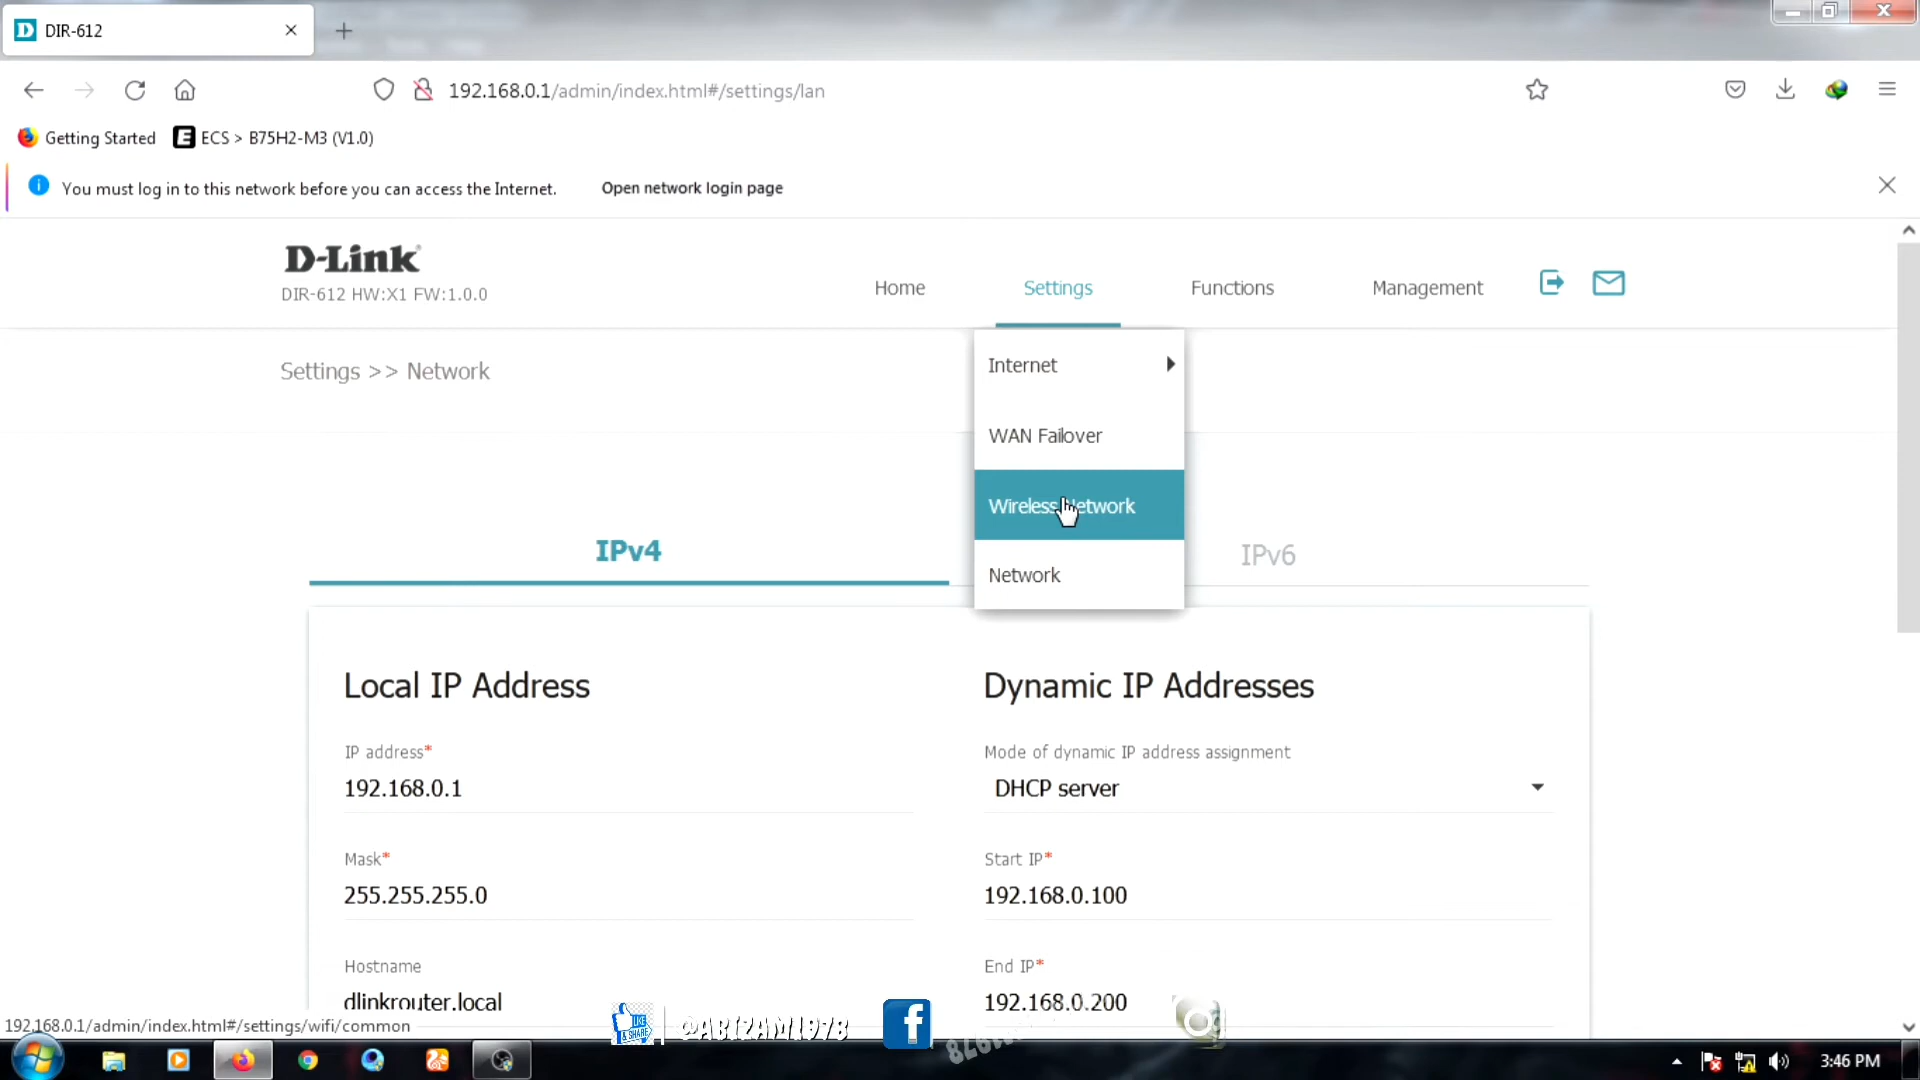 DIR-612
192.168.0.1/admin/index.html#/settings/lan
Getting Started
ECS > B75H2-M3 (V1.0)
You must log in to this network before you can access the Internet.
Open network login page
D-Link
DIR-612 HW:X1 FW:1.0.0
Home
Settings
Functions
Management
Settings >> Network
Internet
WAN Failover
Wireless Network
Network
IPv4
IPv6
Local IP Address
Dynamic IP Addresses
IP address*
192.168.0.1
Mode of dynamic IP address assignment
DHCP server
Mask*
255.255.255.0
Start IP*
192.168.0.100
Hostname
dlinkrouter.local
End IP*
192.168.0.200
192.168.0.1/admin/index.html#/settings/wifi/common
LIKE
& SHARE
@ABIZAM1978
3:46 PM